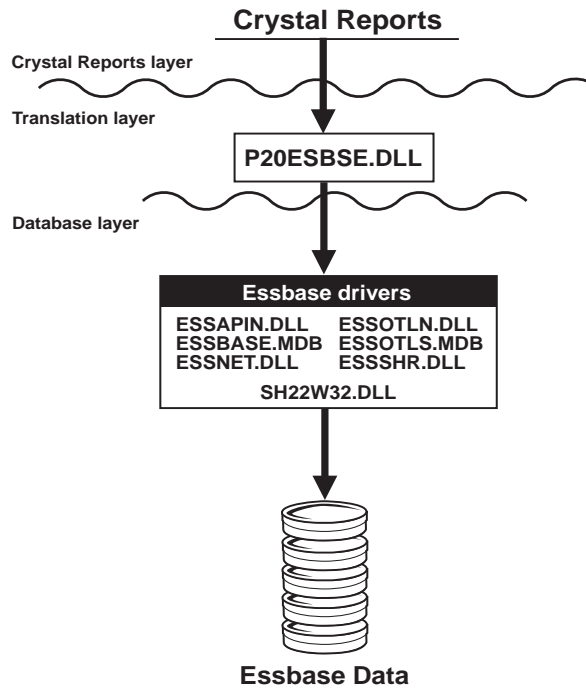 Crystal Reports
Crystal Reports layer
Translation layer
P20ESBSE.DLL
Database layer
Essbase drivers
ESSAPIN.DLL ESSOTLN.DLL
ESSBASE.MDB ESSOTLS.MDB
ESSNET.DLL ESSSHR.DLL
SH22W32.DLL
Essbase Data